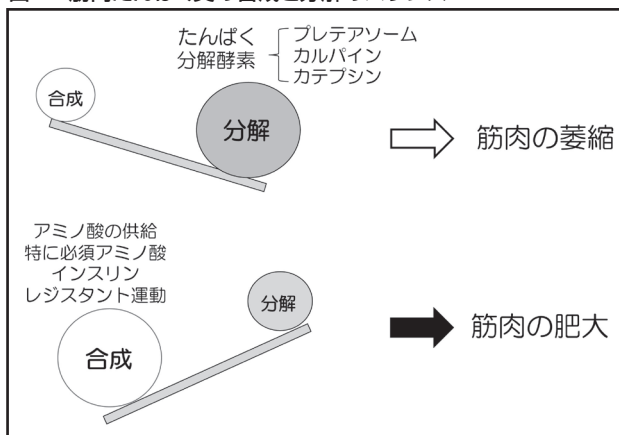 たんぱく
分解酵素
プレテアソーム
カルパイン
カテプシン
合成
分解
筋肉の萎縮
アミノ酸の供給
特に必須アミノ酸
インスリン
レジスタント運動
分解
合成
筋肉の肥大